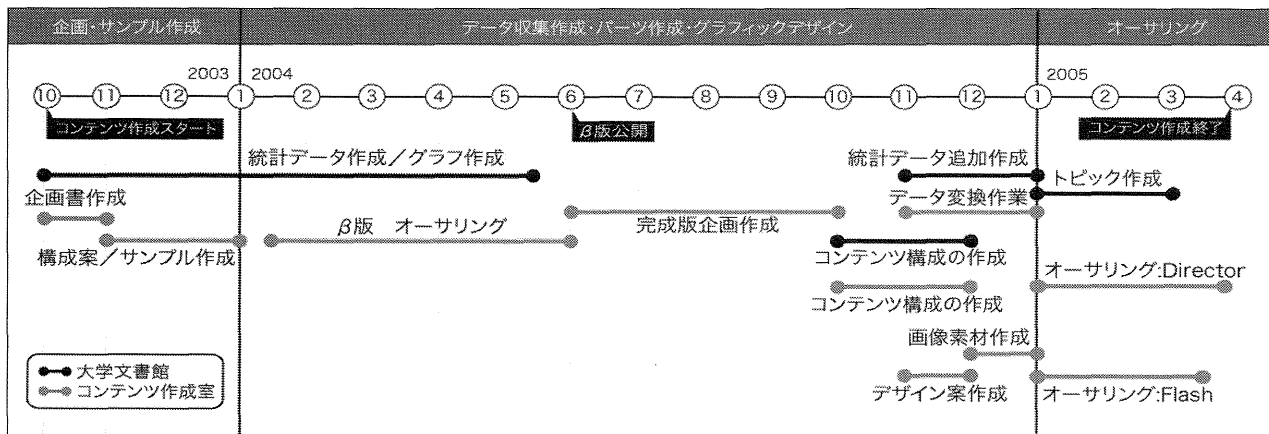 企画・サンプル作成 データ収集作成・パーツ作成・グラフィックデザイン オーサリング
2003 2004 2005
10 11 12 1 2 3 4 5 6 7 8 9 10 11 12 1 2 3 4
コンテンツ作成スタート β版公開 コンテンツ作成終了
統計データ作成/グラフ作成 統計データ追加作成
トピック作成
企画書作成 データ変換作業
β版 オーサリング 完成版企画作成
構成案/サンプル作成 コンテンツ構成の作成 オーサリング:Director
コンテンツ構成の作成
画像素材作成
大学文書館
コンテンツ作成室
デザイン案作成 オーサリング:Flash